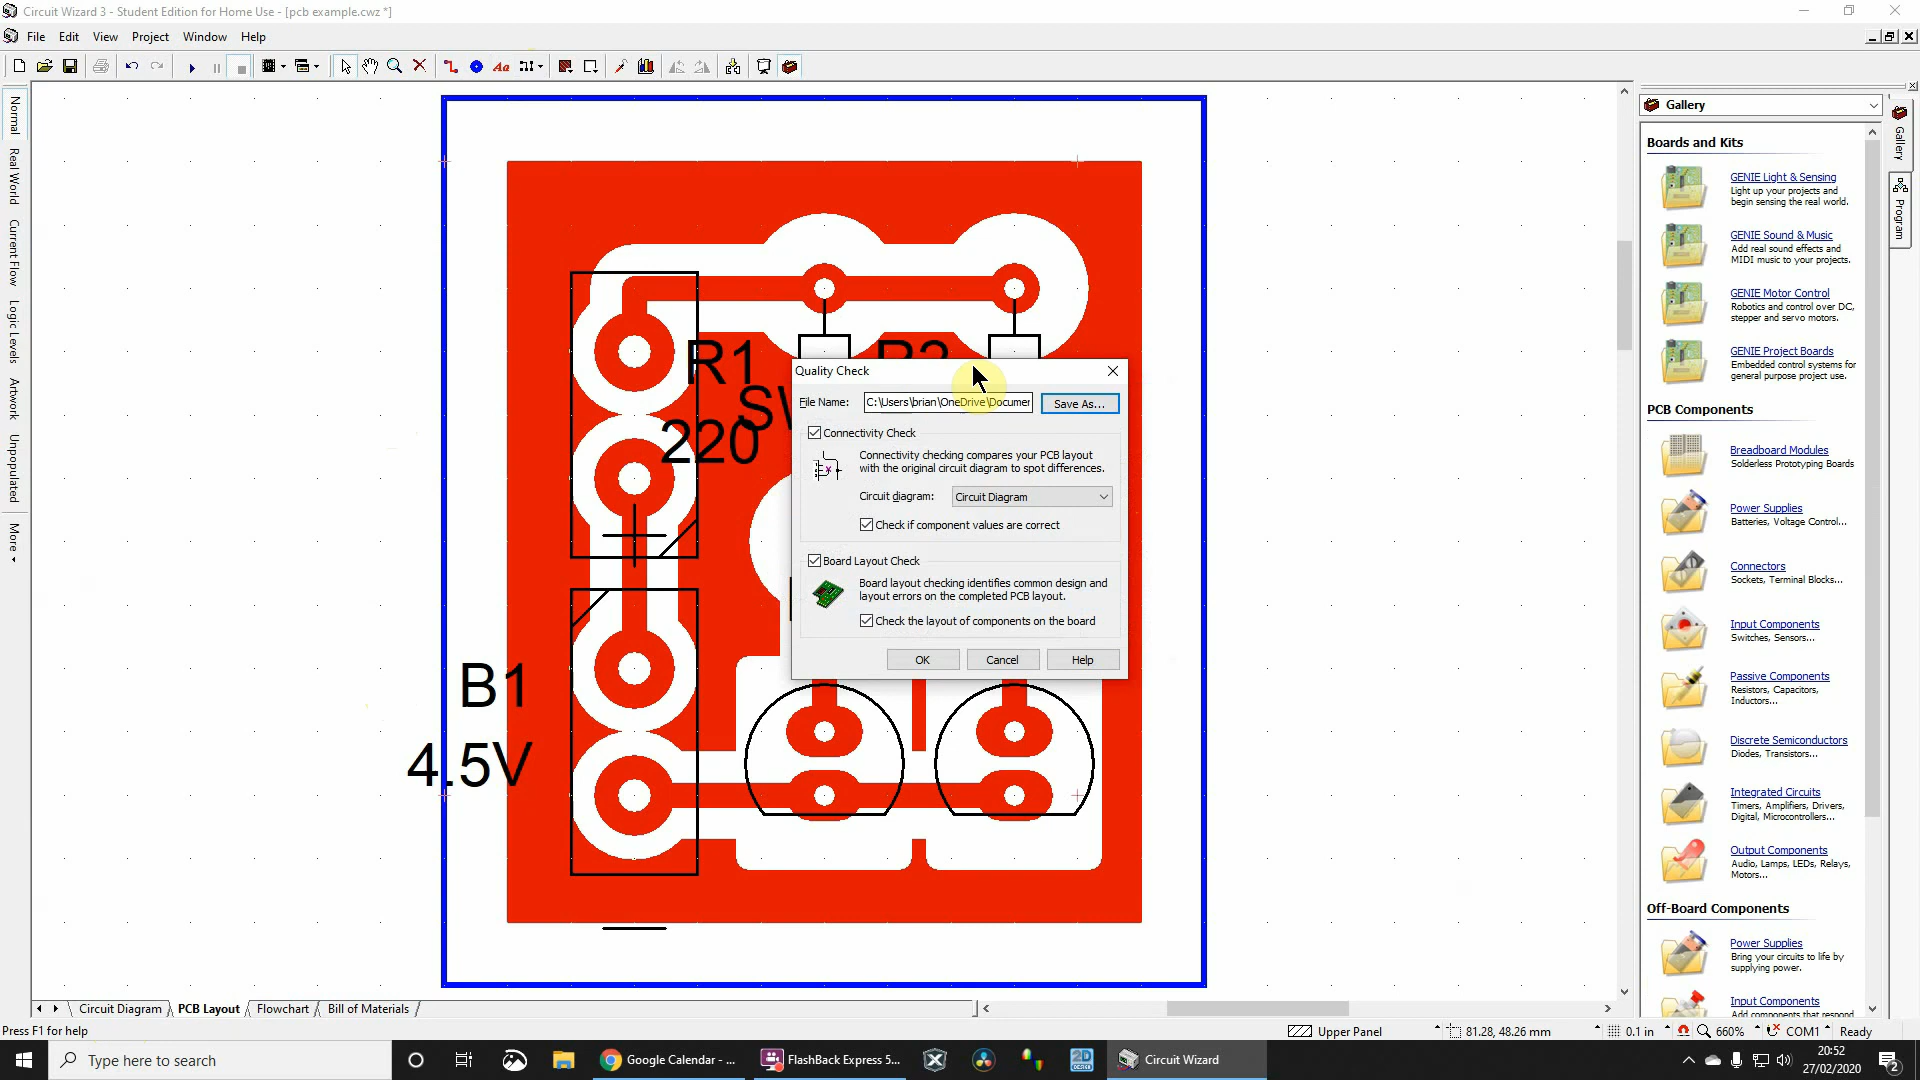 Circuit Wizard 3 - Student Edition for Home Use - [pcb example.cwz *]
File Edit View Project Window Help
Normal
Real World
Current Flow
Logic Levels
Artwork
Unpopulated
More
R1
220
B1
4.5V
Quality Check
File Name: C:\Users\brian\OneDrive\Documer Save As...
Connectivity Check
Connectivity checking compares your PCB layout
with the original circuit diagram to spot differences.
Circuit diagram: Circuit Diagram
Check if component values are correct
Board Layout Check
Board layout checking identifies common design and
layout errors on the completed PCB layout.
Check the layout of components on the board
OK Cancel Help
Gallery
Gallery
Program
Boards and Kits
GENIE Light & Sensing
Light up your projects and
begin sensing the real world.
GENIE Sound & Music
Add real sound effects and
MIDI music to your projects.
GENIE Motor Control
Robotics and control over DC,
stepper and servo motors.
GENIE Project Boards
Embedded control systems for
general purpose project use.
PCB Components
Breadboard Modules
Solderless Prototyping Boards
Power Supplies
Batteries, Voltage Control...
Connectors
Sockets, Terminal Blocks...
Input Components
Switches, Sensors...
Passive Components
Resistors, Capacitors,
Inductors...
Discrete Semiconductors
Diodes, Transistors...
Integrated Circuits
Timers, Amplifiers, Drivers,
Digital, Microcontrollers...
Output Components
Audio, Lamps, LEDs, Relays,
Motors...
Off-Board Components
Power Supplies
Bring your circuits to life by
supplying power.
Input Components
Add components that respond
Circuit Diagram PCB Layout Flowchart Bill of Materials
Press F1 for help
Upper Panel 81.28, 48.26 mm 0.1 in 660% COM1 Ready
Type here to search
Google Calendar - ...
FlashBack Express 5...
2D
DESIGN
Circuit Wizard
20:52
27/02/2020
2